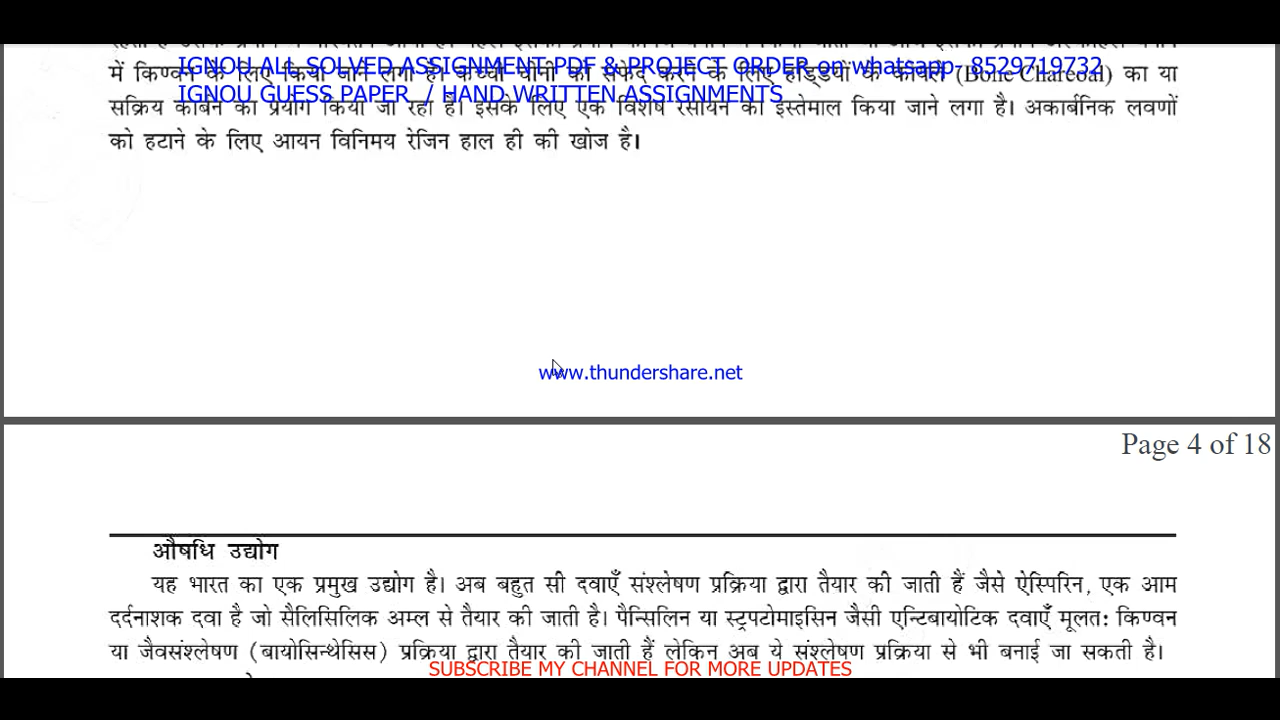 IGNOU ALL SOLVED ASSIGNMENT PDF & PROJECT ORDER on whatsapp- 8529719732
में किण्वन के लिए किया जाने लगा है। कच्ची चीनी को सफेद करने के लिए हड्डियों के कोयले (Bone Charcoal) का या
IGNOU GUESS PAPER / HAND WRITTEN ASSIGNMENTS
सक्रिय कार्बन का प्रयोग किया जा रहा है। इसके लिए एक विशेष रसायन का इस्तेमाल किया जाने लगा है। अकार्बनिक लवणों
को हटाने के लिए आयन विनिमय रेजिन हाल ही की खोज है।
www.thundershare.net
Page 4 of 18
औषधि उद्योग
यह भारत का एक प्रमुख उद्योग है। अब बहुत सी दवाएँ संश्लेषण प्रक्रिया द्वारा तैयार की जाती हैं जैसे ऐस्पिरिन, एक आम
दर्दनाशक दवा है जो सैलिसिलिक अम्ल से तैयार की जाती है। पैन्सिलिन या स्ट्रपटोमाइसिन जैसी एन्टिबायोटिक दवाएँ मूलत: किण्वन
या जैवसंश्लेषण (बायोसिन्थेसिस) प्रक्रिया द्वारा तैयार की जाती हैं लेकिन अब ये संश्लेषण प्रक्रिया से भी बनाई जा सकती है।
SUBSCRIBE MY CHANNEL FOR MORE UPDATES